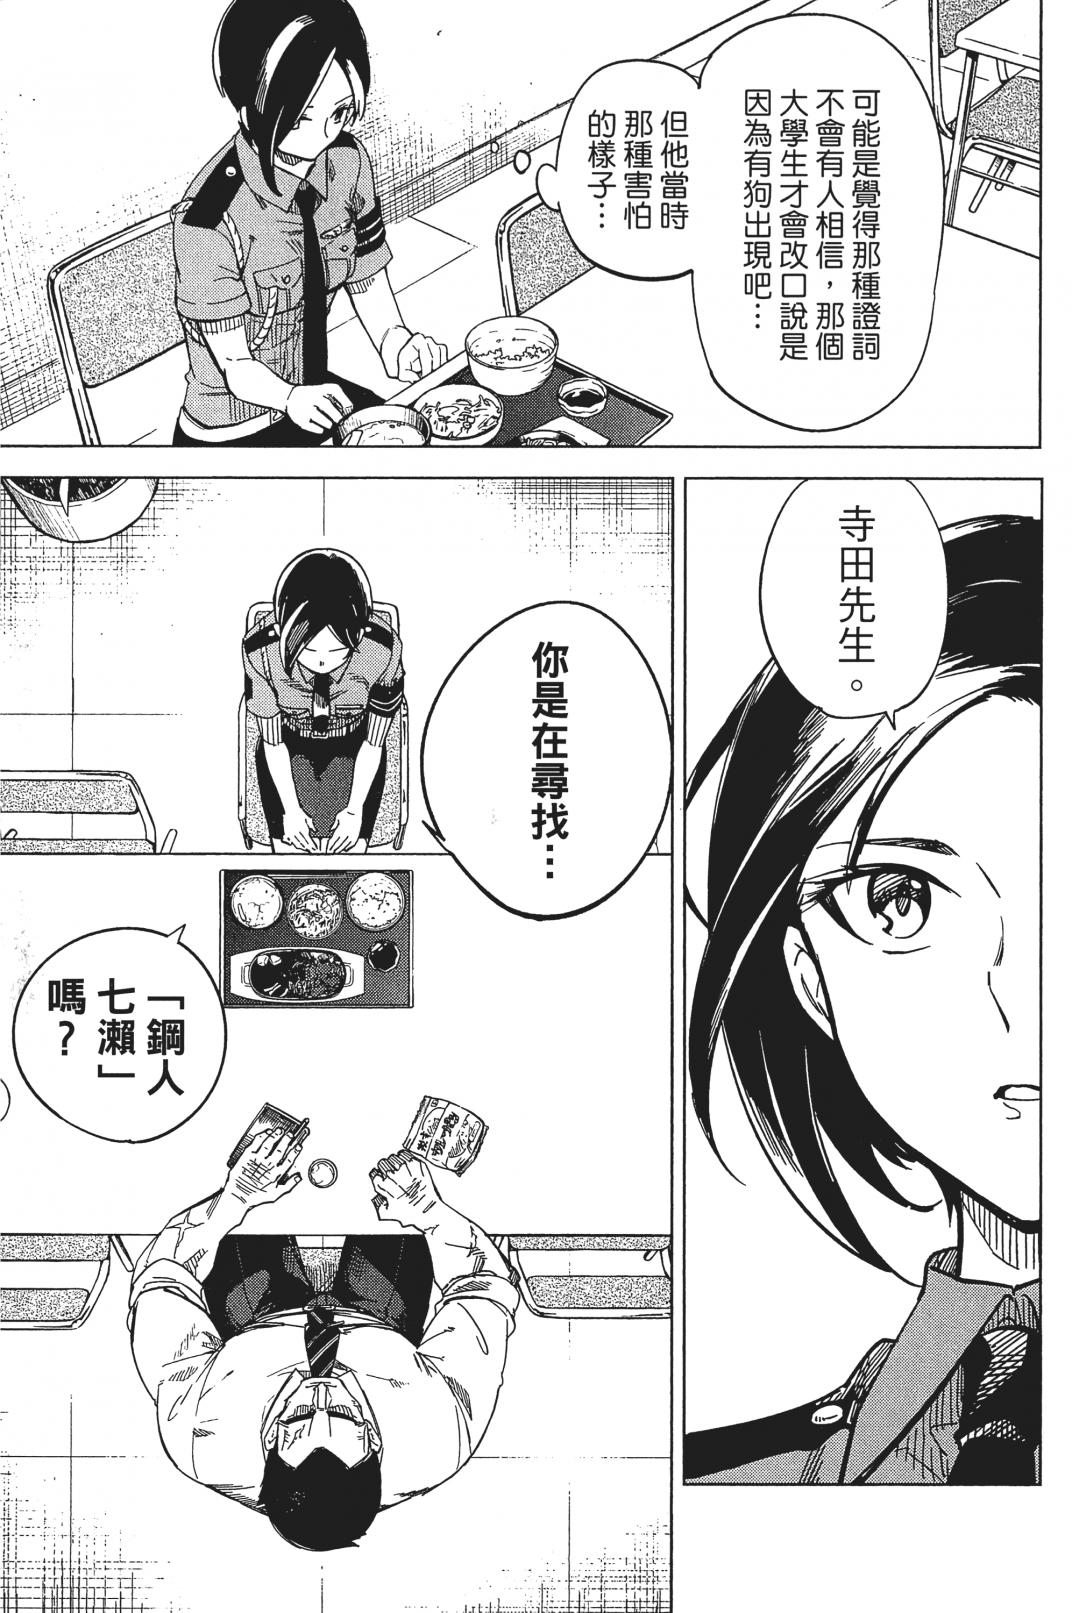 可能是覺得那種證詞
不會有人相信，那個
大學生才會改口說是
因為有狗出現吧…
但他當時
那種害怕
的樣子…
寺田先生。
你是在尋找…
「鋼人
七瀨」
嗎？